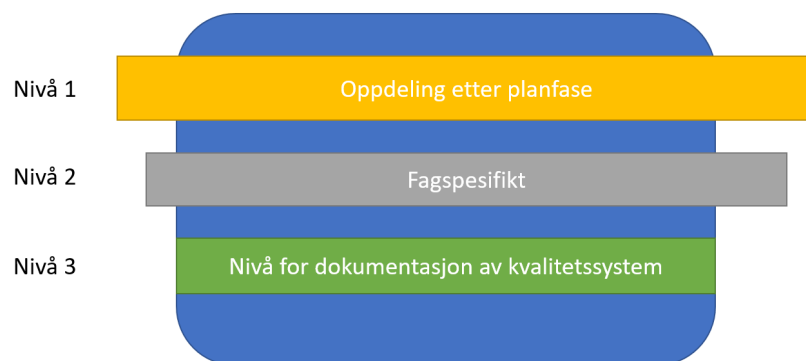 Nivå 1
Oppdeling etter planfase
Nivå 2
Fagspesifikt
Nivå 3
Nivå for dokumentasjon av kvalitetssystem